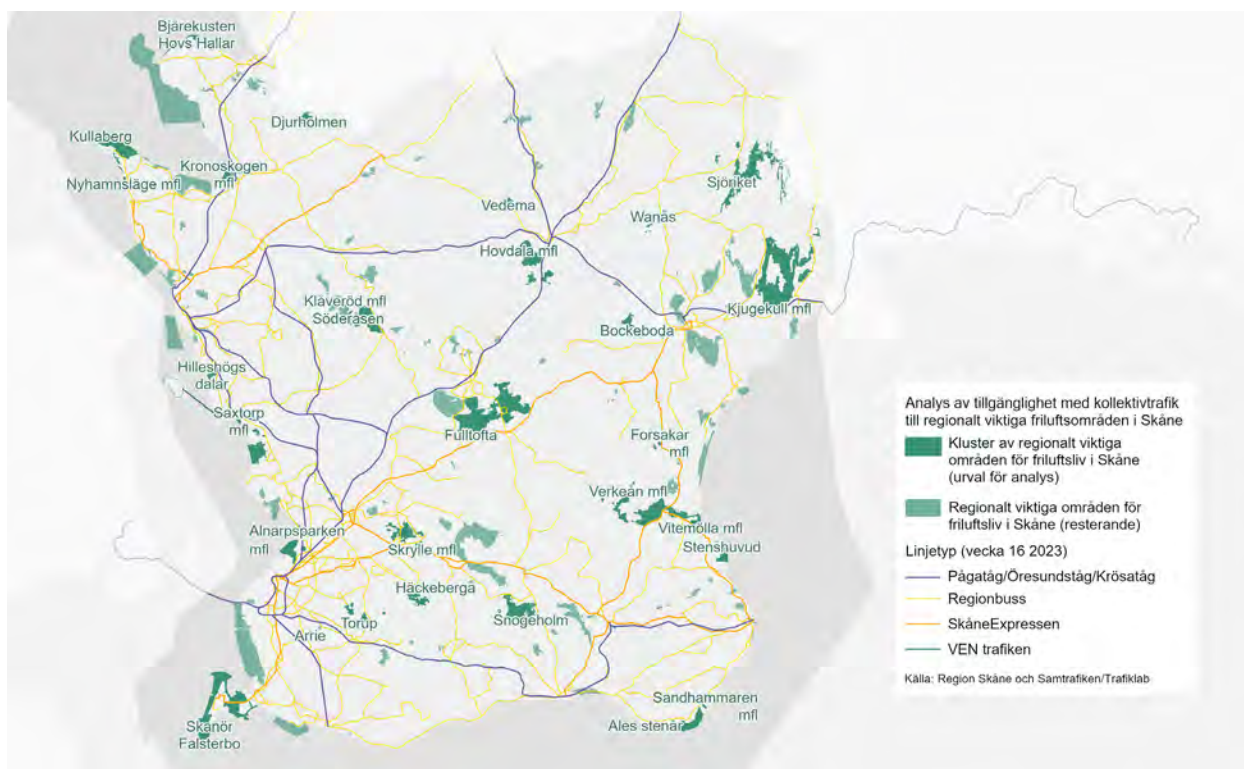 Bjärekusten
Hovs Hallar
Djurholmen
Kullaberg
Kronoskogen
mfl
Nyhamnsläge mfl
Sjöriket
Vedema
Wanås
Hovdala mfl
Klåveröd mfl
Söderåsen
Kjugekull mfl
Bockeboda
Hilleshögs
dalar
Saxtorp
mfl
Fulltofta
Forsakar
mfl
Verkeån mfl
Vitemölla mfl
Alnarpsparken
mfl
Skrylle mfl
Stenshuvud
Häckeberga
Snogeholm
Torup
Arrie
Sandhammaren
mfl
Ales stenar
Skanör
Falsterbo
Analys av tillgänglighet med kollektivtrafik
till regionalt viktiga friluftsområden i Skåne
Kluster av regionalt viktiga
områden för friluftsliv i Skåne
(urval för analys)
Regionalt viktiga områden för
friluftsliv i Skåne (resterande)
Linjetyp (vecka 16 2023)
Pågatåg/Öresundståg/Krösatåg
Regionbuss
SkåneExpressen
VEN trafiken
Källa: Region Skåne och Samtrafiken/Trafiklab